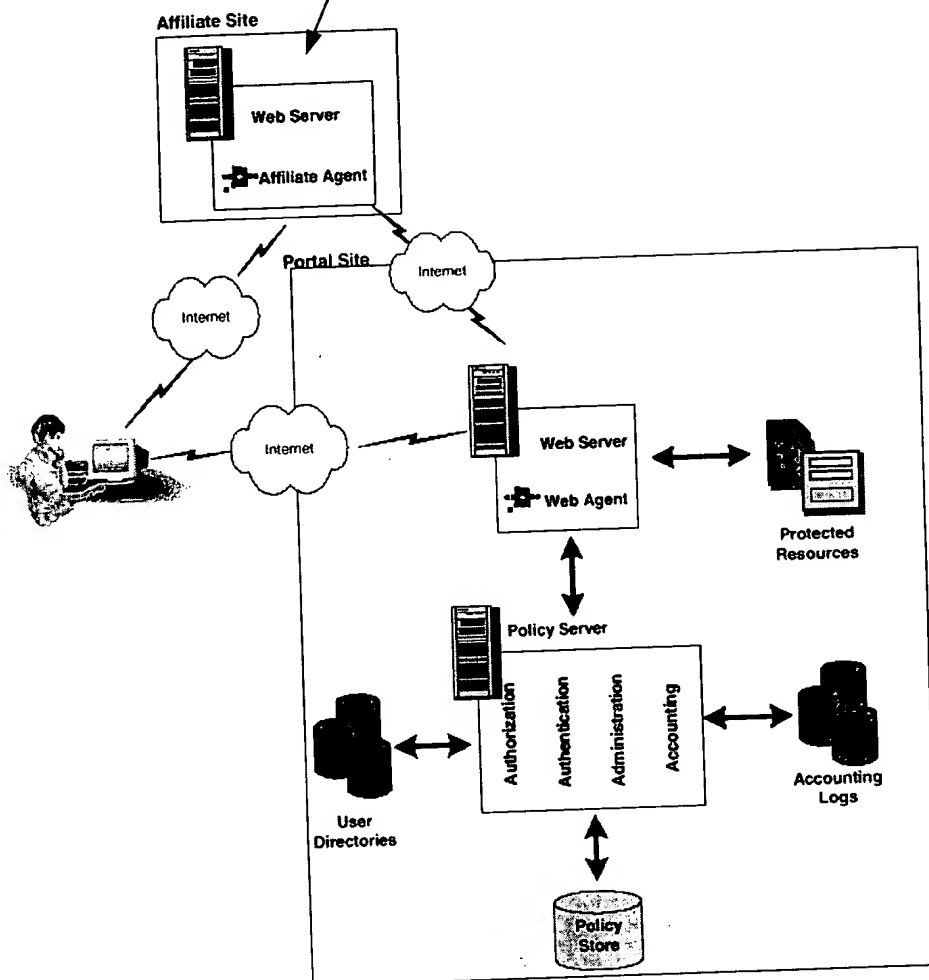 Affiliate Site
Web Server
Affiliate Agent
Portal Site
Internet
Internet
Internet
Web Server
Web Agent
Protected
Resources
Policy Server
Authorization
Authentication
Administration
Accounting
User
Directories
Accounting
Logs
Policy
Store